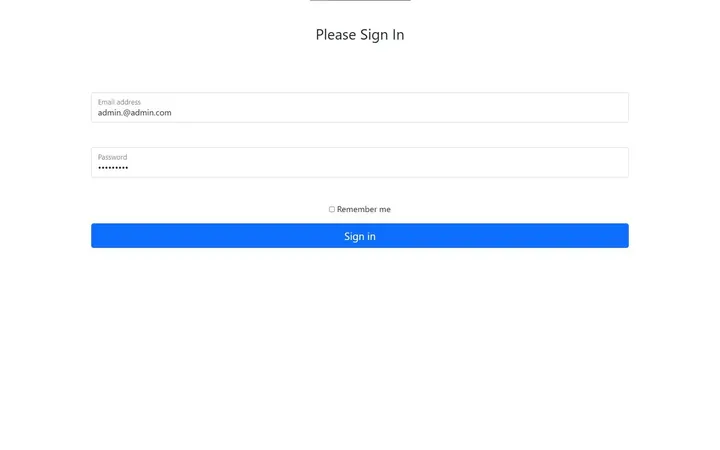 Please Sign In
Email address
admin.@admin.com
Password
•••••••••
Remember me
Sign in